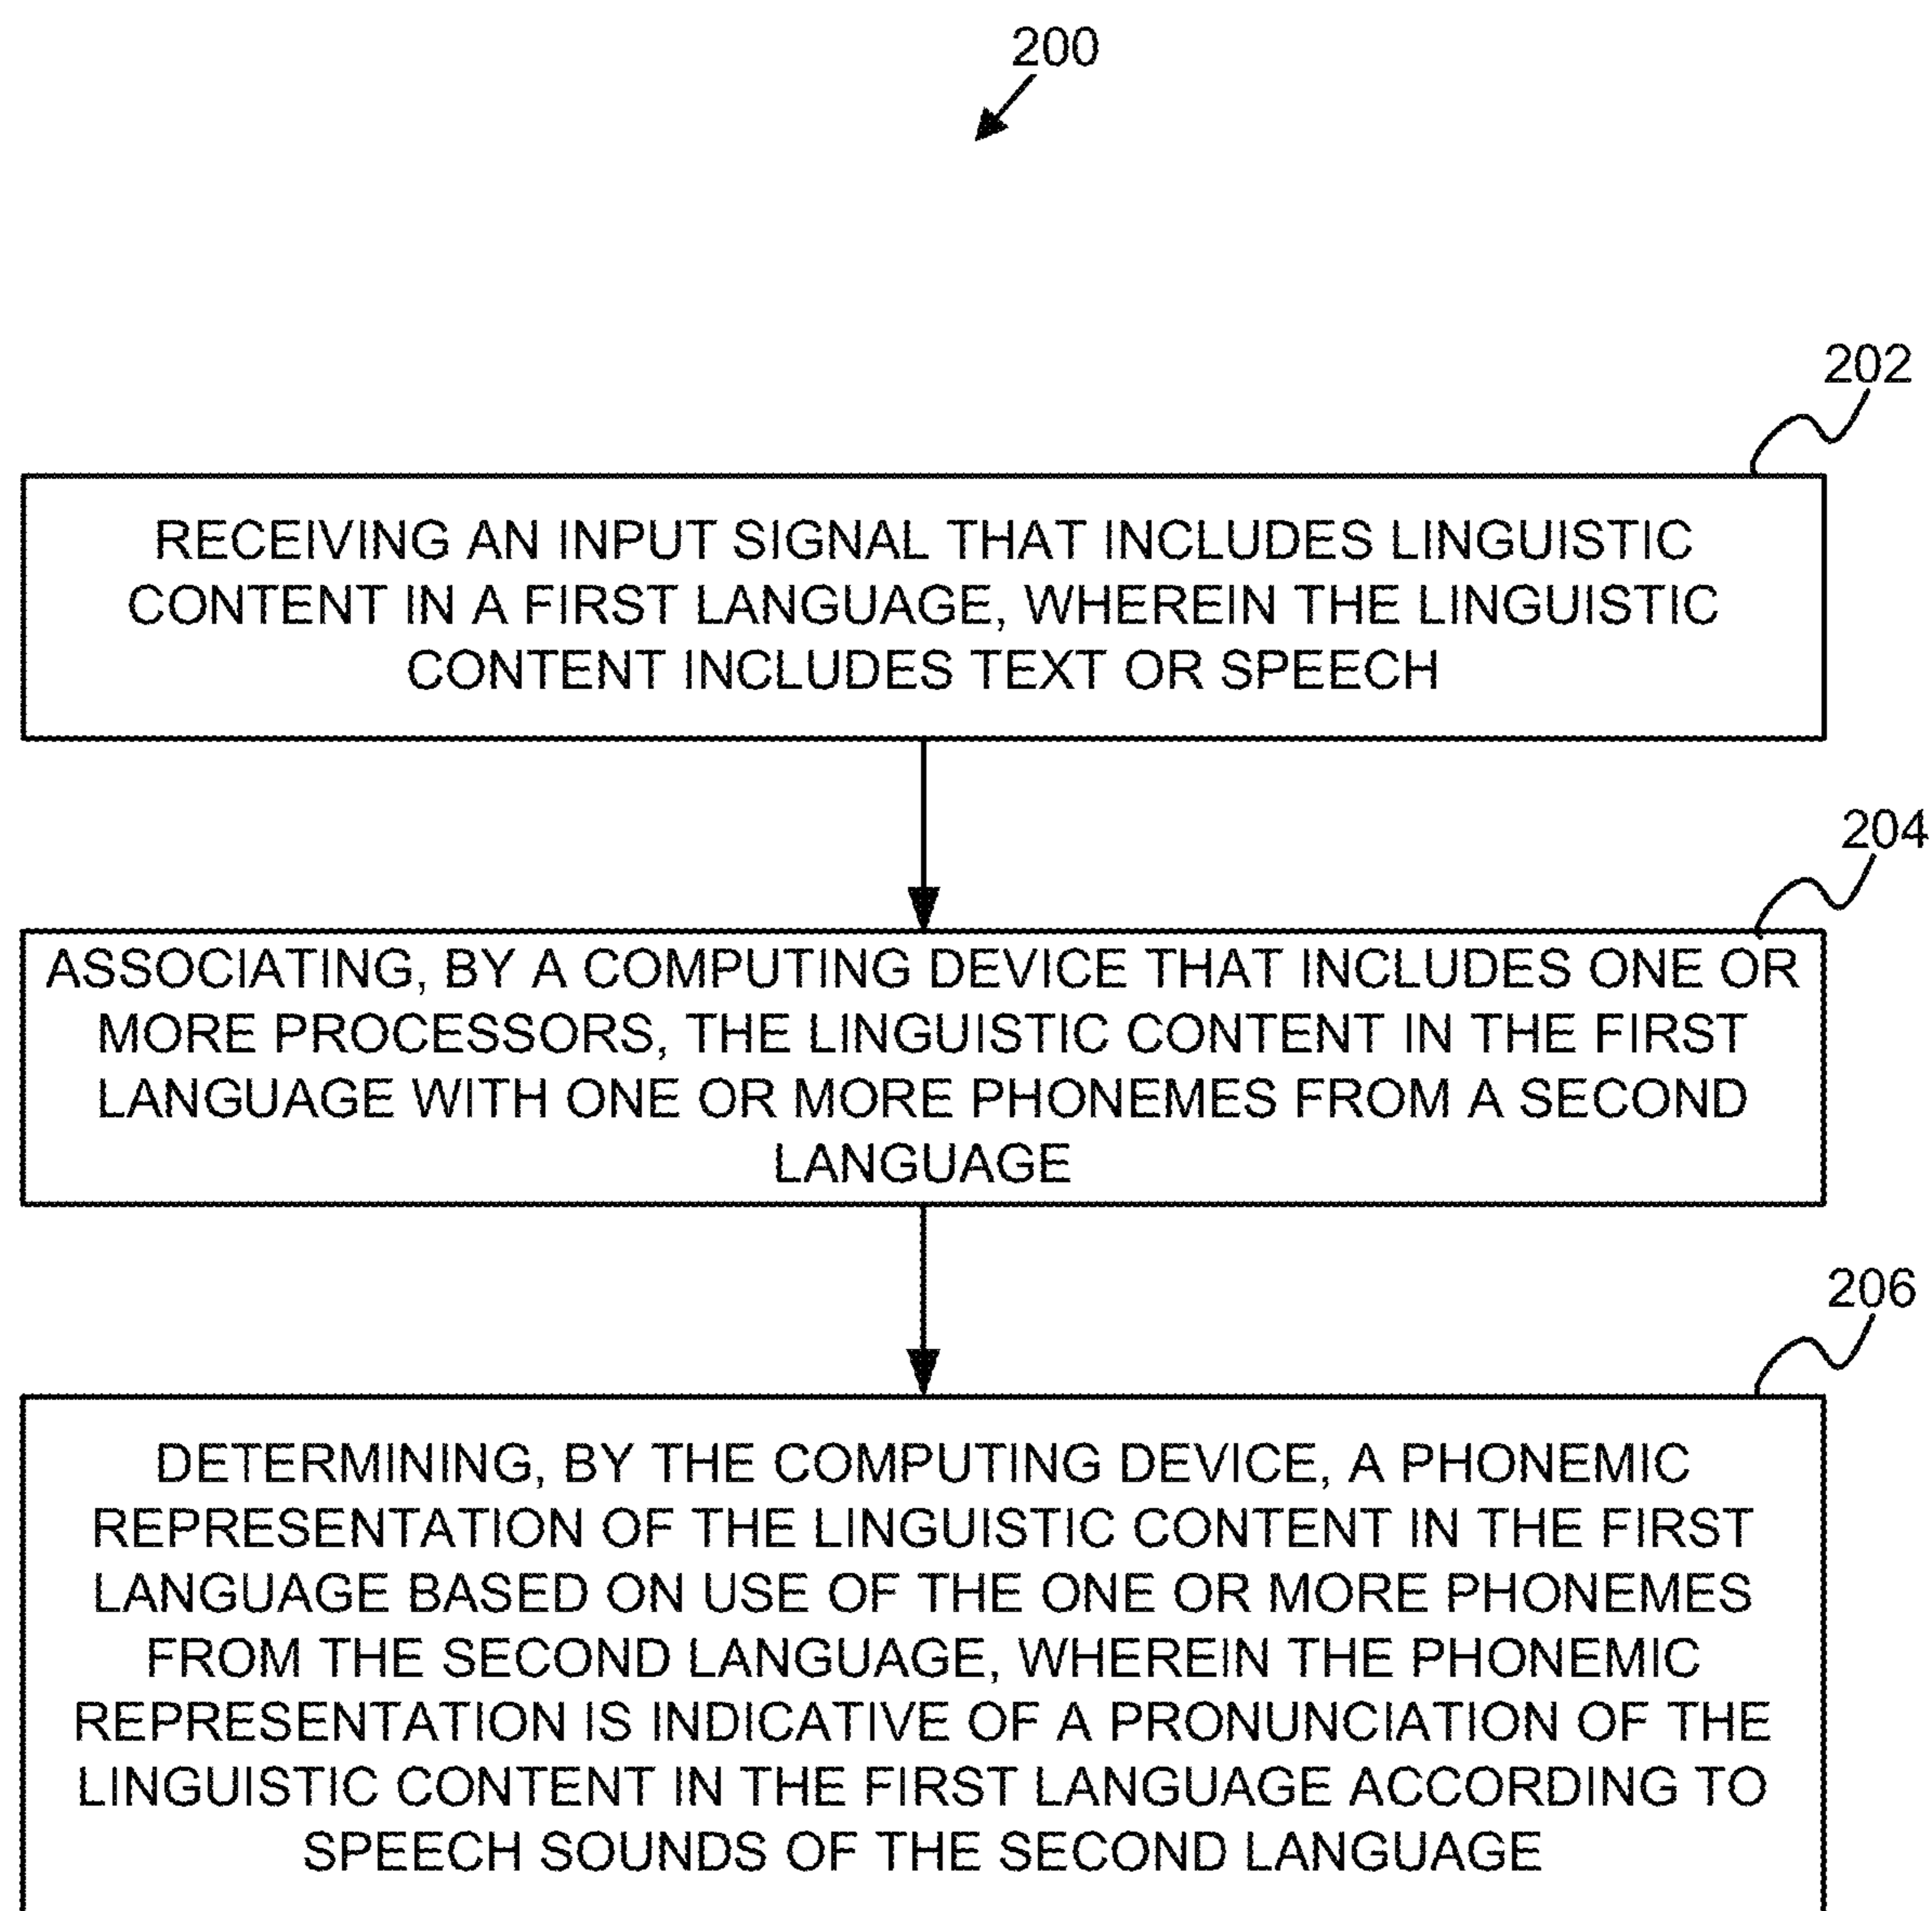 200
202
RECEIVING AN INPUT SIGNAL THAT INCLUDES LINGUISTIC
CONTENT IN A FIRST LANGUAGE, WHEREIN THE LINGUISTIC
CONTENT INCLUDES TEXT OR SPEECH
204
ASSOCIATING, BY A COMPUTING DEVICE THAT INCLUDES ONE OR
MORE PROCESSORS, THE LINGUISTIC CONTENT IN THE FIRST
LANGUAGE WITH ONE OR MORE PHONEMES FROM A SECOND
LANGUAGE
206
DETERMINING, BY THE COMPUTING DEVICE, A PHONEMIC
REPRESENTATION OF THE LINGUISTIC CONTENT IN THE FIRST
LANGUAGE BASED ON USE OF THE ONE OR MORE PHONEMES
FROM THE SECOND LANGUAGE, WHEREIN THE PHONEMIC
REPRESENTATION IS INDICATIVE OF A PRONUNCIATION OF THE
LINGUISTIC CONTENT IN THE FIRST LANGUAGE ACCORDING TO
SPEECH SOUNDS OF THE SECOND LANGUAGE